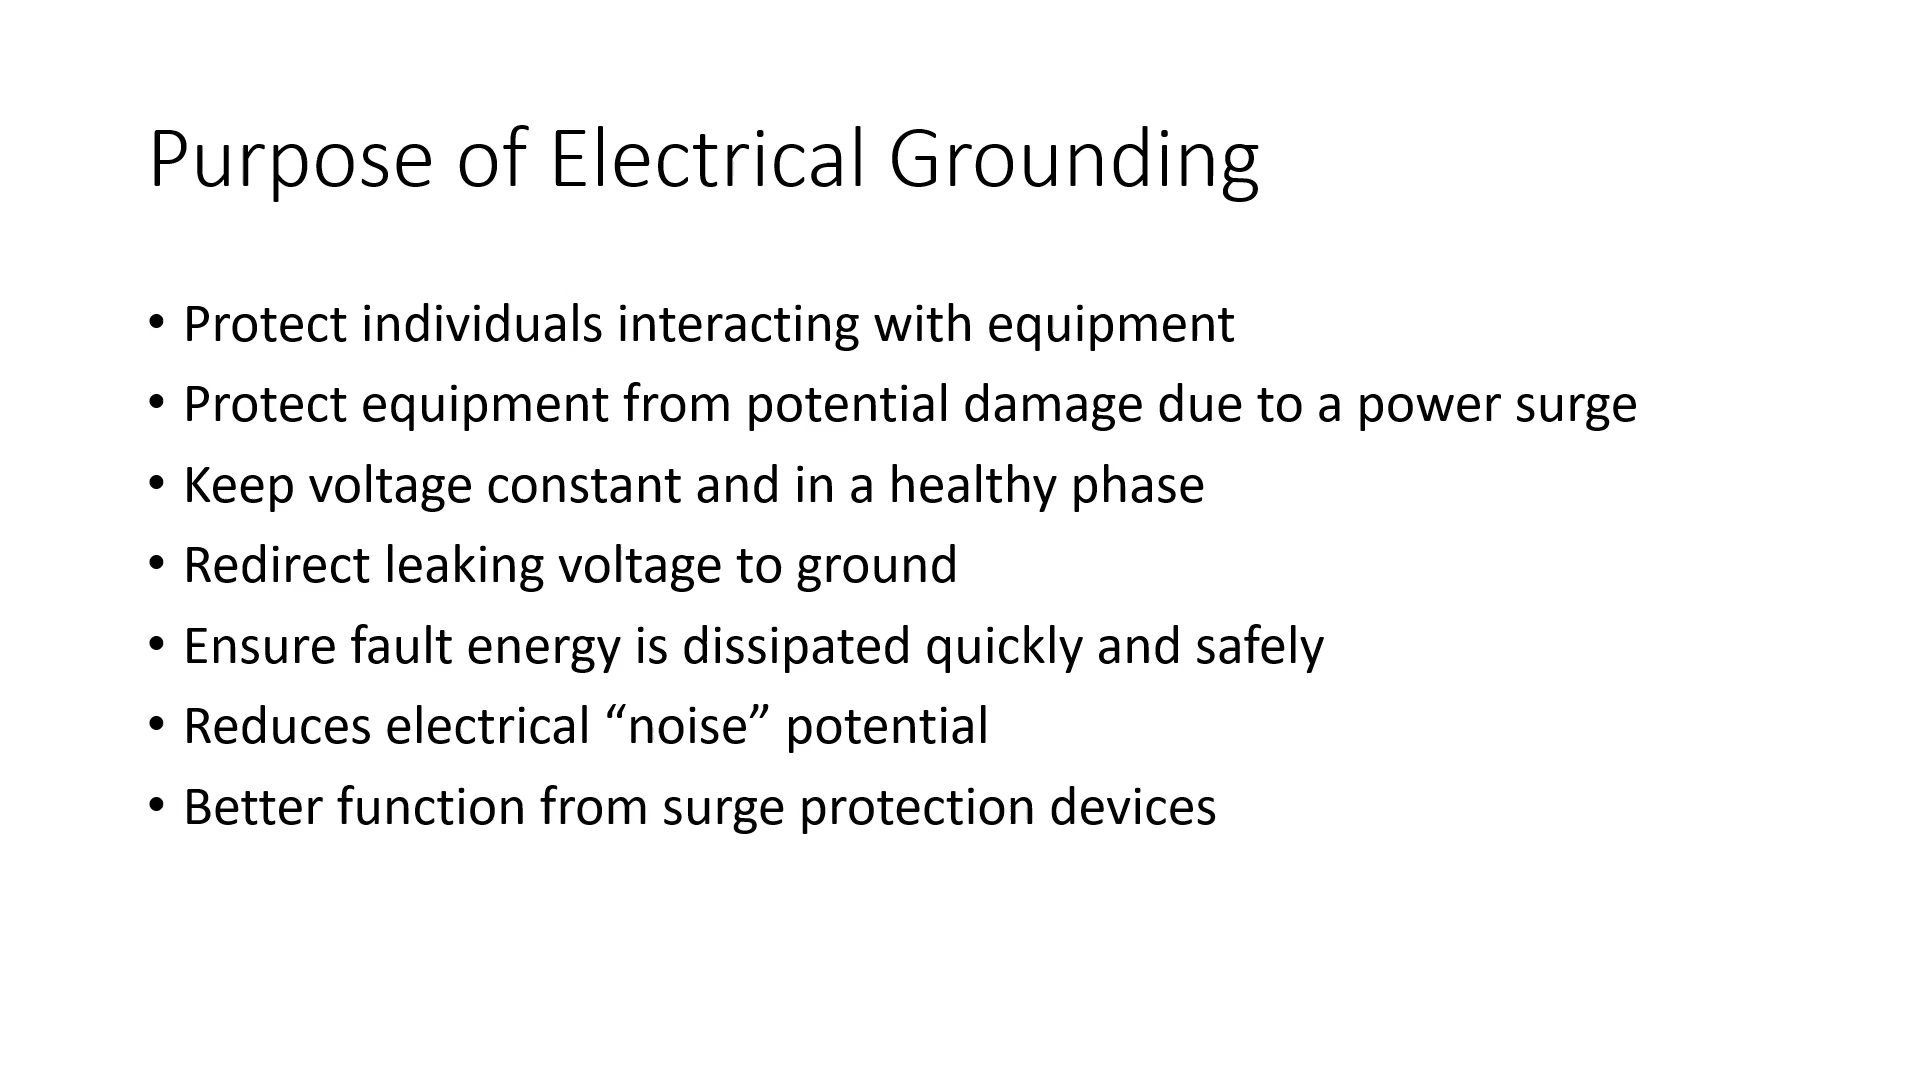 Purpose of Electrical Grounding
• Protect individuals interacting with equipment
• Protect equipment from potential damage due to a power surge
• Keep voltage constant and in a healthy phase
• Redirect leaking voltage to ground
• Ensure fault energy is dissipated quickly and safely
• Reduces electrical “noise” potential
• Better function from surge protection devices